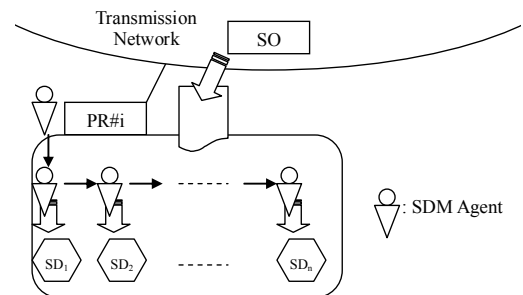 Transmission
Network
SO
PR#i
: SDM Agent
SD₁
SD₂
SDₙ